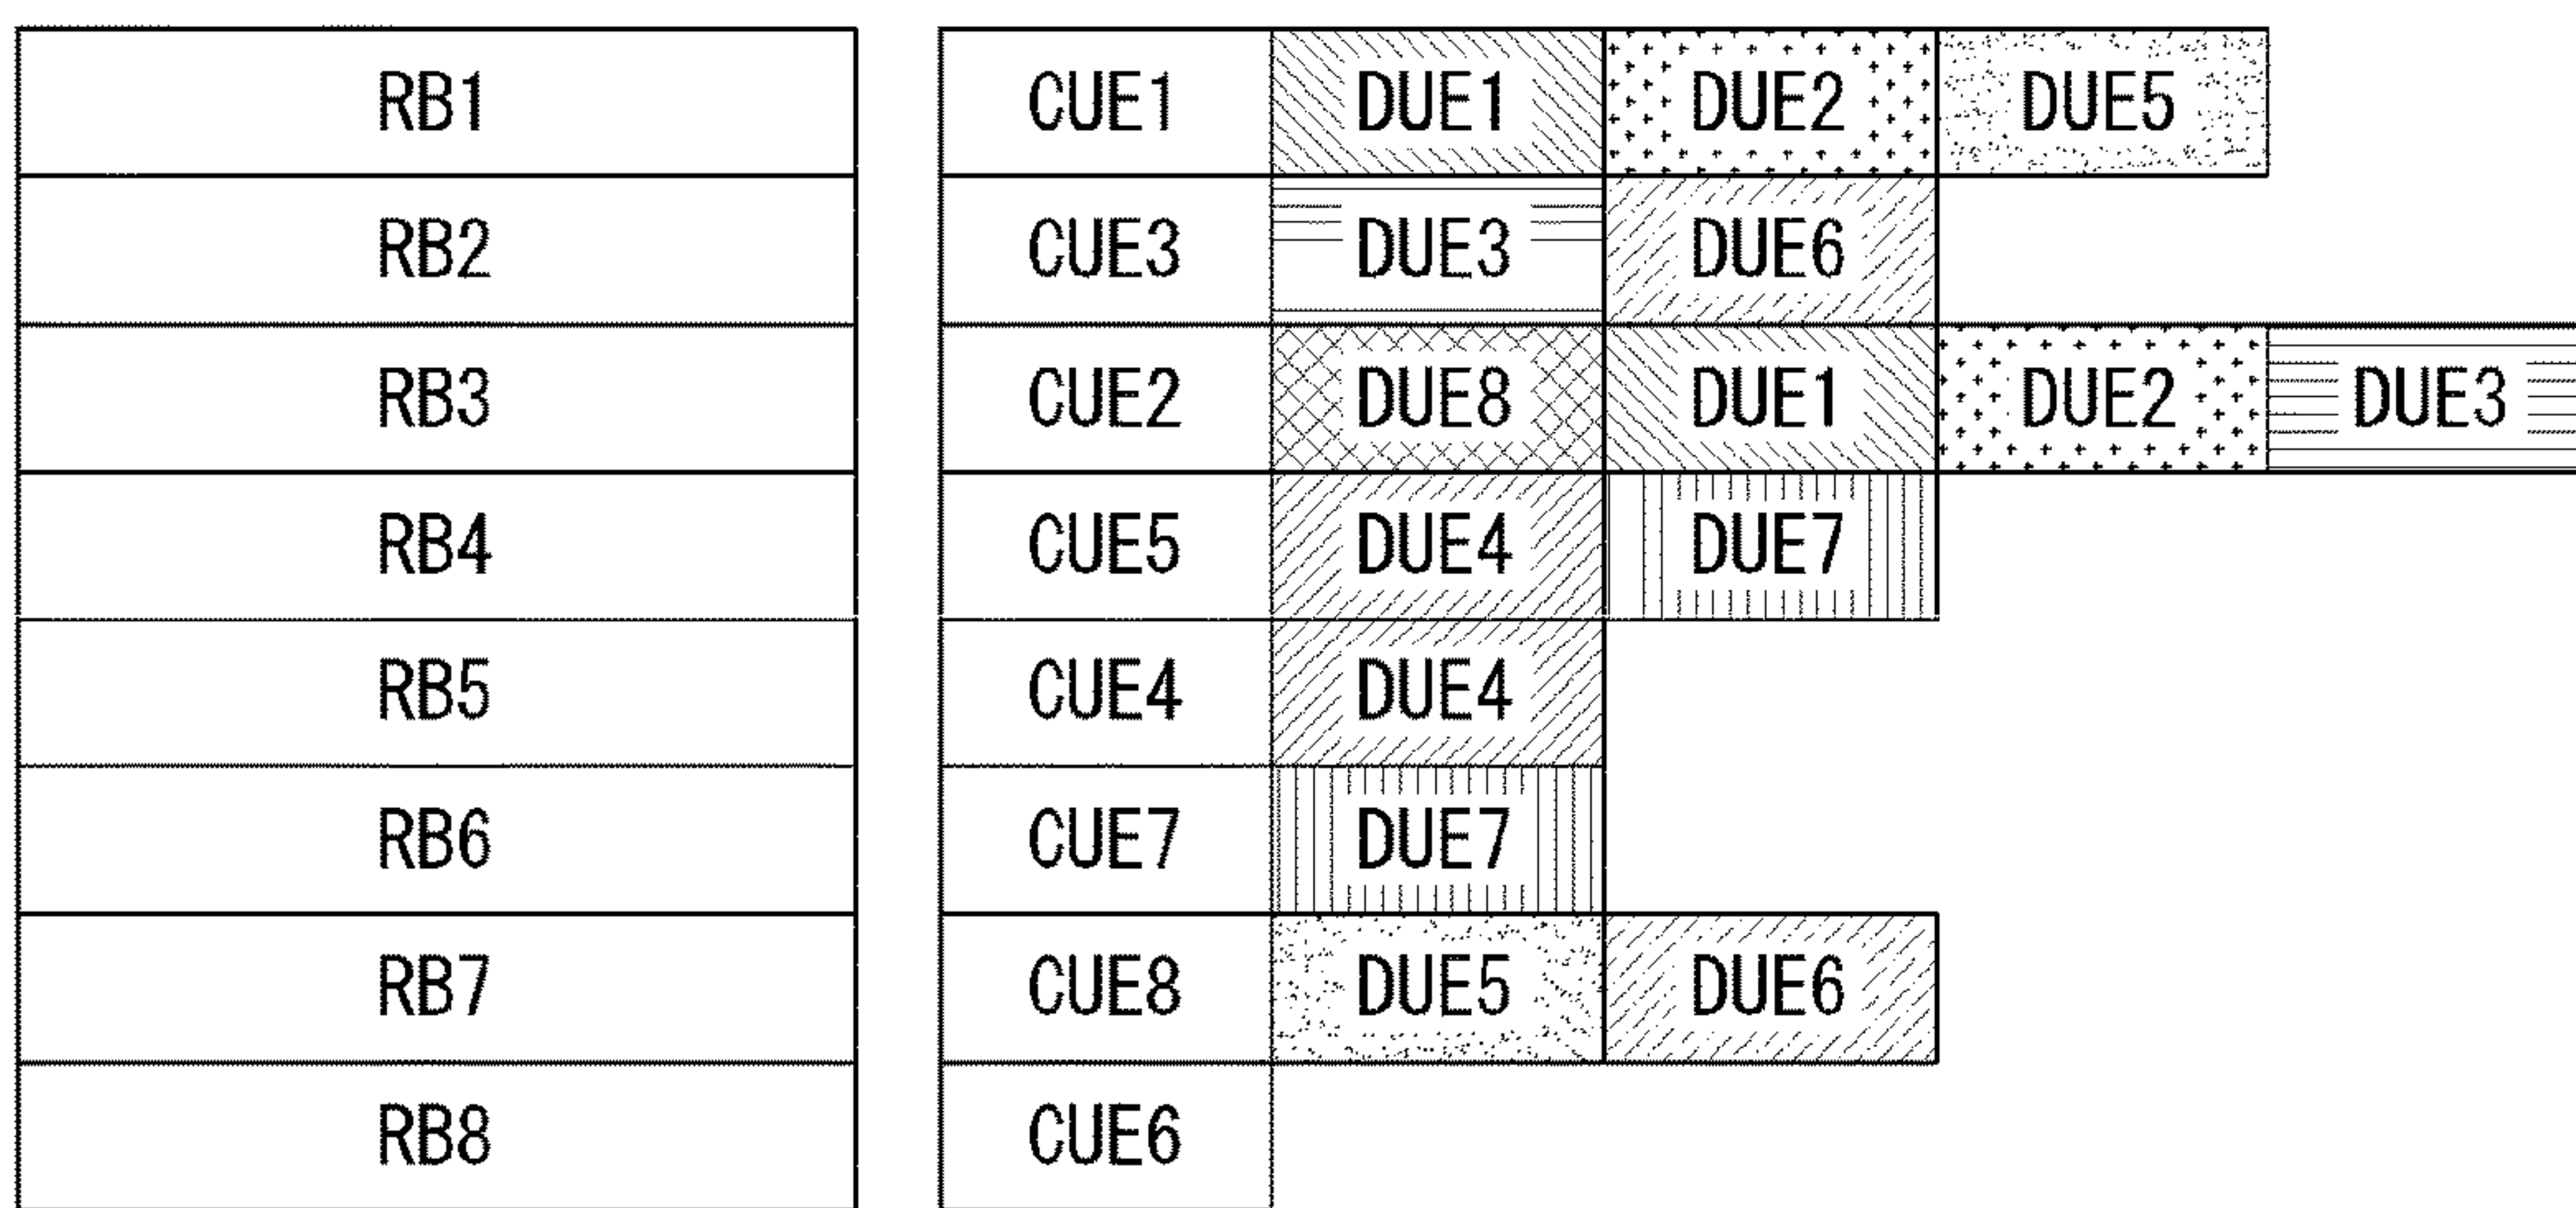 RB1 CUE1 DUE1 DUE2 DUE5
RB2 CUE3 DUE3 DUE6
RB3 CUE2 DUE8 DUE1 DUE2 DUE3
RB4 CUE5 DUE4 DUE7
RB5 CUE4 DUE4
RB6 CUE7 DUE7
RB7 CUE8 DUE5 DUE6
RB8 CUE6